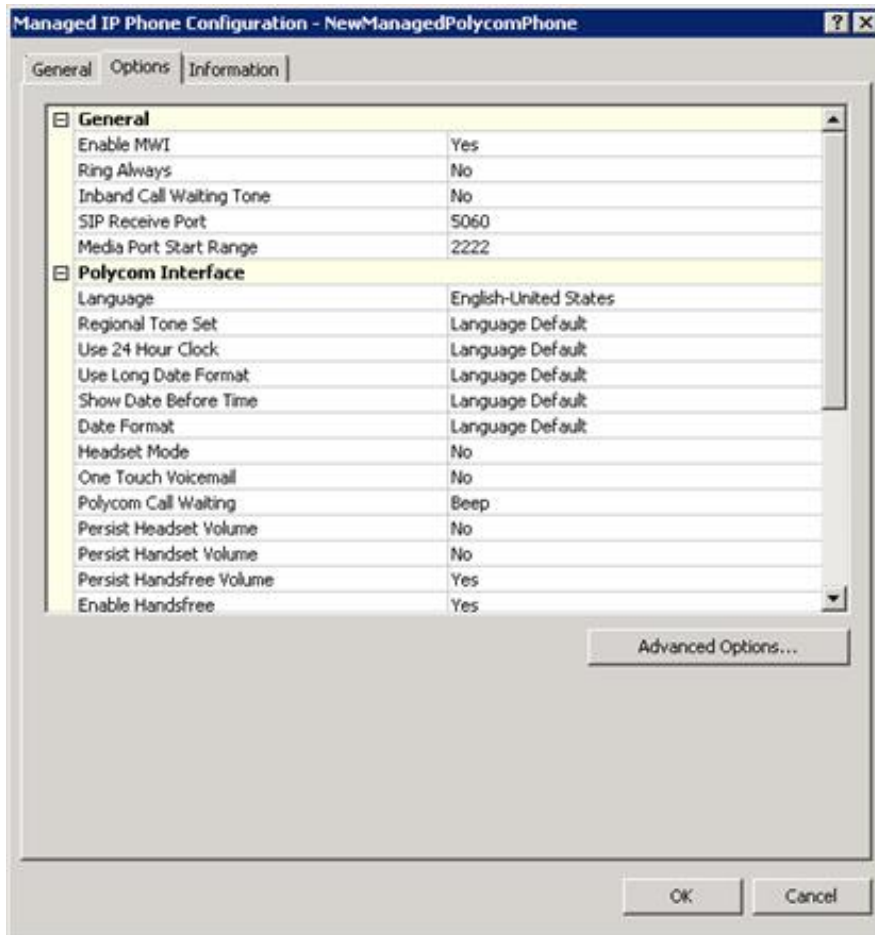 Managed IP Phone Configuration - NewManagedPolycomPhone
General Options Information
General
Enable MWI Yes
Ring Always No
Inband Call Waiting Tone No
SIP Receive Port 5060
Media Port Start Range 2222
Polycom Interface
Language English-United States
Regional Tone Set Language Default
Use 24 Hour Clock Language Default
Use Long Date Format Language Default
Show Date Before Time Language Default
Date Format Language Default
Headset Mode No
One Touch Voicemail No
Polycom Call Waiting Beep
Persist Headset Volume No
Persist Handset Volume No
Persist Handsfree Volume Yes
Enable Handsfree Yes
Advanced Options...
OK Cancel